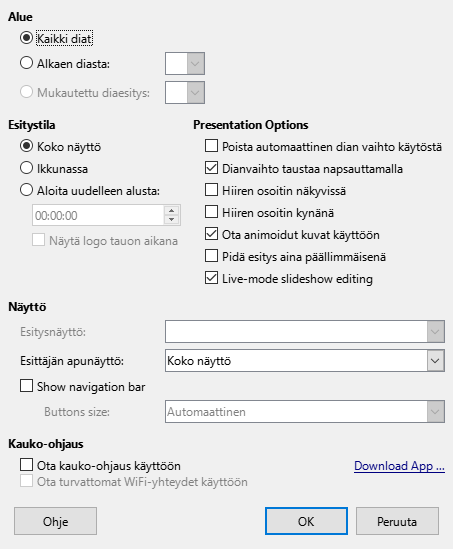 Alue
Kaikki diat
Alkaen diasta:
Mukautettu diaesitys:
Esitystila
Koko näyttö
Ikkunassa
Aloita uudelleen alusta:
00:00:00
Näytä logo tauon aikana
Presentation Options
Poista automaattinen dian vaihto käytöstä
Dianvaihto taustaa napsauttamalla
Hiiren osoitin näkyvissä
Hiiren osoitin kynänä
Ota animoidut kuvat käyttöön
Pidä esitys aina päällimmäisenä
Live-mode slideshow editing
Näyttö
Esitysnäyttö:
Esittäjän apunäyttö: Koko näyttö
Show navigation bar
Buttons size: Automaattinen
Kauko-ohjaus
Ota kauko-ohjaus käyttöön Download App ...
Ota turvattomat WiFi-yhteydet käyttöön
Ohje OK Peruuta